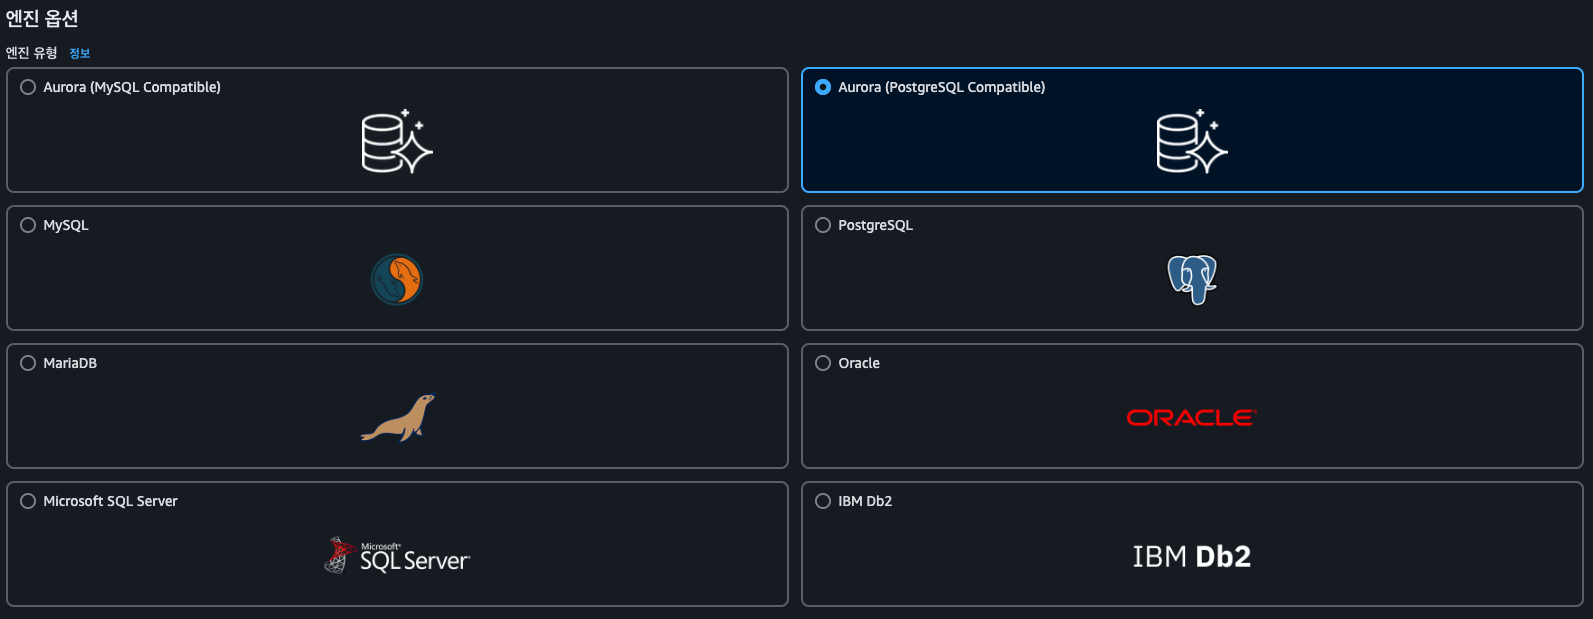 엔진 옵션
엔진 유형 정보
Aurora (MySQL Compatible)
Aurora (PostgreSQL Compatible)
MySQL
PostgreSQL
MariaDB
Oracle
ORACLE
Microsoft SQL Server
Microsoft®
SQL Server
IBM Db2
IBM Db2